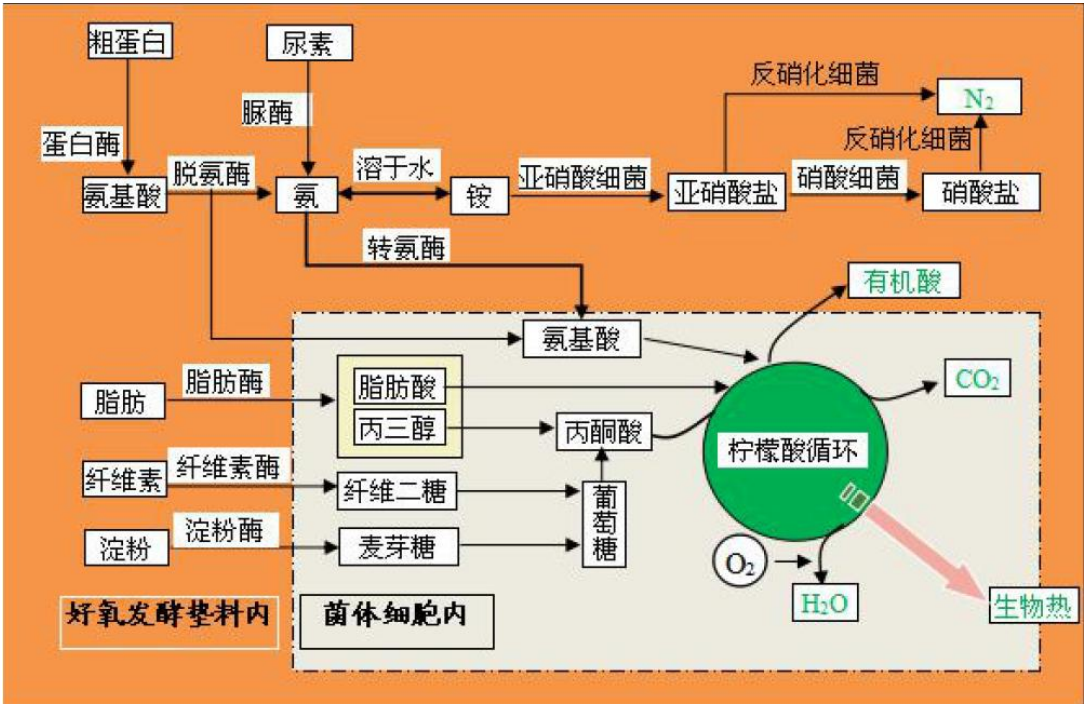 粗蛋白
尿素
反硝化细菌
N₂
脲酶
蛋白酶
反硝化细菌
脱氨酶
溶于水
亚硝酸细菌
硝酸细菌
氨基酸
氨
铵
亚硝酸盐
硝酸盐
转氨酶
有机酸
氨基酸
脂肪酶
脂肪酸
CO₂
脂肪
丙三醇
丙酮酸
柠檬酸循环
纤维素酶
纤维素
纤维二糖
葡萄糖
淀粉酶
淀粉
麦芽糖
O₂
H₂O
生物热
好氧发酵垫料内
菌体细胞内